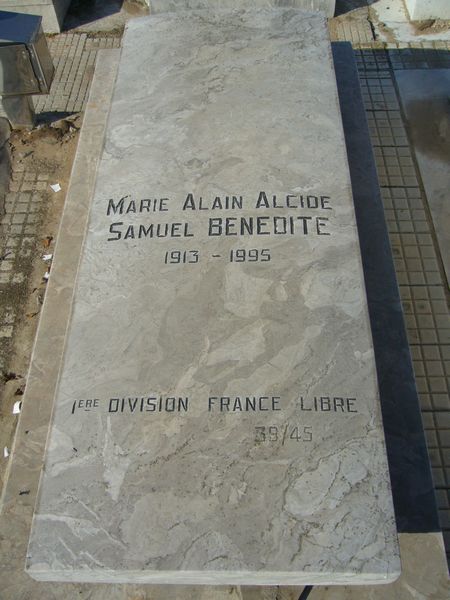 MARIE ALAIN ALCIDE
SAMUEL BENEDITE
1913 - 1995
1ERE DIVISION FRANCE LIBRE
39/45